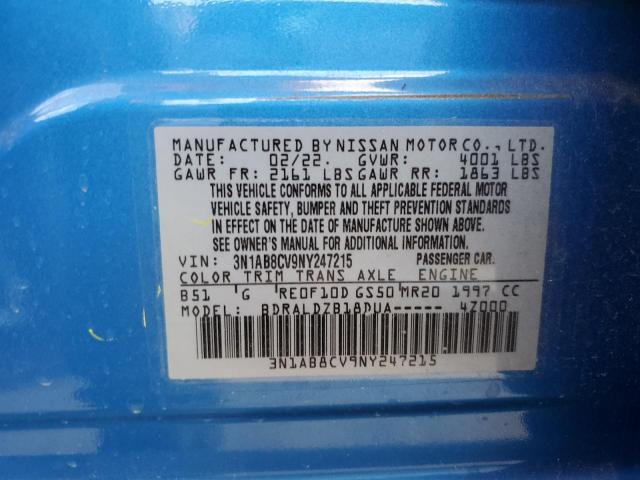 MANUFACTURED BY NISSAN MOTOR CO., LTD.
DATE: 02/22. GVWR: 4001 LBS
GAWR FR: 2161 LBS GAWR RR: 1863 LBS
THIS VEHICLE CONFORMS TO ALL APPLICABLE FEDERAL MOTOR
VEHICLE SAFETY, BUMPER AND THEFT PREVENTION STANDARDS
IN EFFECT ON THE DATE OF MANUFACTURE SHOWN ABOVE.
SEE OWNER'S MANUAL FOR ADDITIONAL INFORMATION.
VIN: 3N1AB8CV9NY247215 PASSENGER CAR.
COLOR TRIM TRANS AXLE ENGINE
B51 G RE0F10D GS50 MR20 1997 CC
MODEL: BDRALDZB18DUA----- 4Z000
3N1AB8CV9NY247215